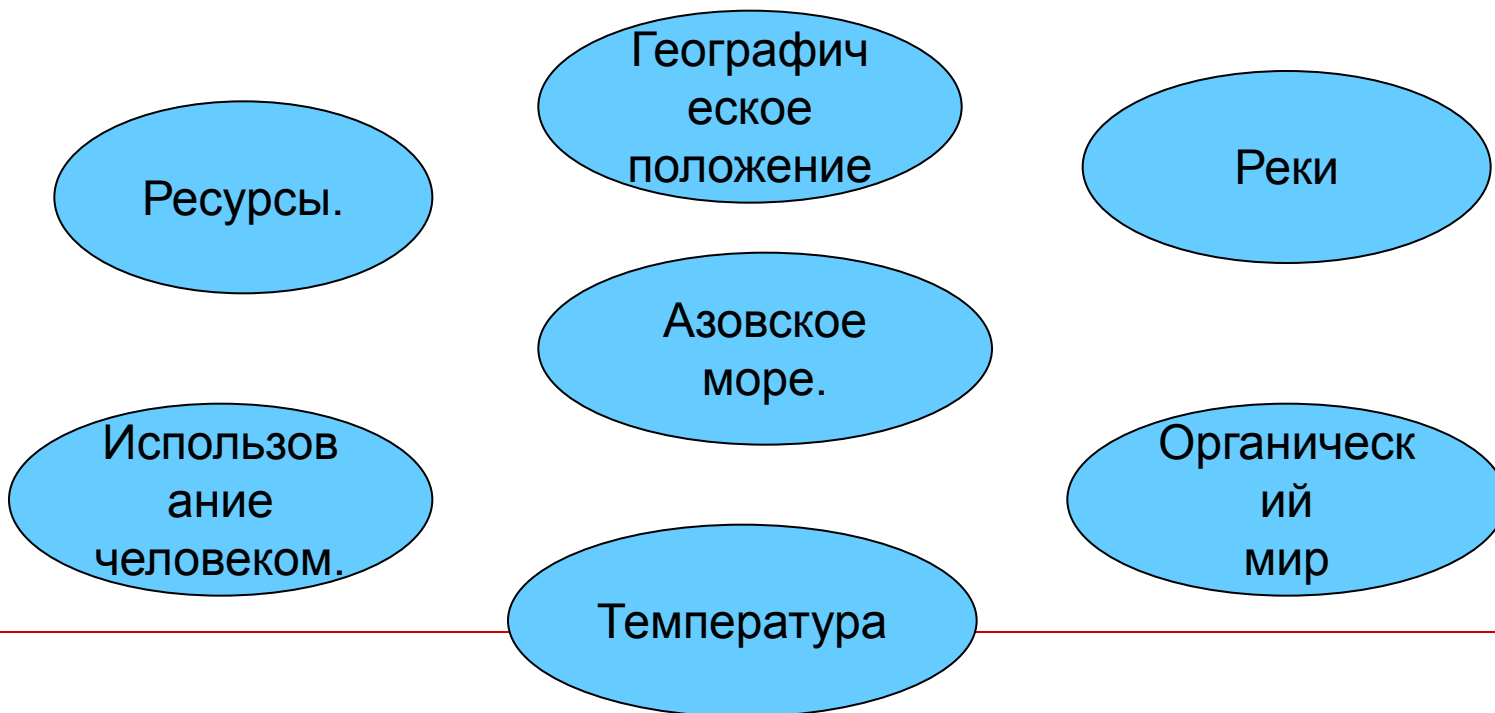 Географич
еское
положение
Ресурсы.
Реки
Азовское
море.
Использов
ание
человеком.
Органическ
ий
мир
Температура